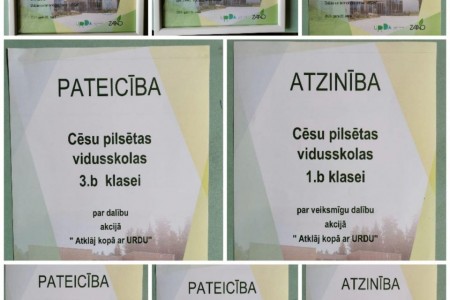 PATEICĪBA
Cēsu pilsētas
vidusskolas
3.b klasei
par dalību
akcijā
" Atklāj kopā ar URDU"
ATZINĪBA
Cēsu pilsētas
vidusskolas
1.b klasei
par veiksmīgu dalību
akcijā
" Atklāj kopā ar URDU"
PATEICĪBA
PATEICĪBA
ATZINĪBA